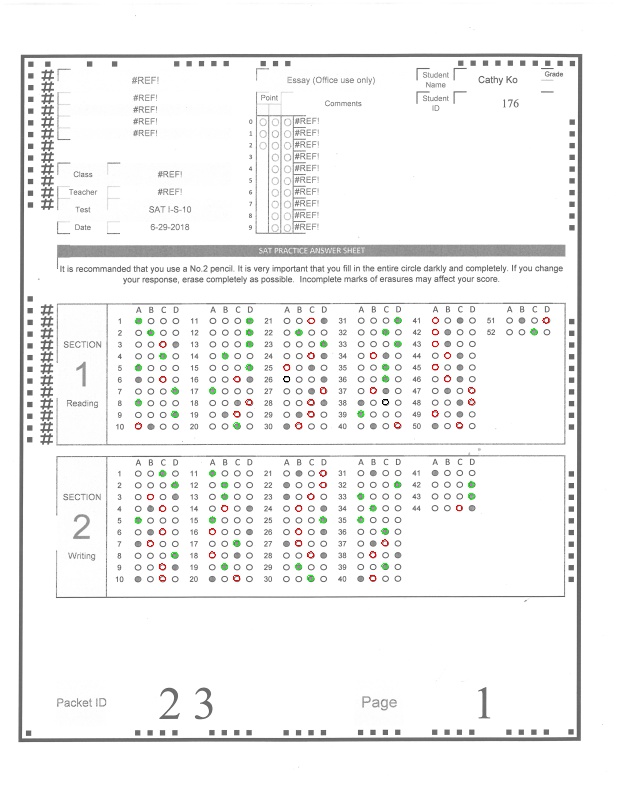 #REF!
Essay (Office use only)
Student Name
Cathy Ko
Grade
#REF!
#REF!
#REF!
#REF!
Point
Comments
Student ID
176
0 #REF!
1 #REF!
2 #REF!
3 #REF!
4 #REF!
5 #REF!
6 #REF!
7 #REF!
8 #REF!
9 #REF!
Class #REF!
Teacher #REF!
Test SAT I-S-10
Date 6-29-2018
SAT PRACTICE ANSWER SHEET
It is recommanded that you use a No.2 pencil. It is very important that you fill in the entire circle darkly and completely. If you change
your response, erase completely as possible. Incomplete marks of erasures may affect your score.
SECTION
1
Reading
A B C D A B C D A B C D A B C D A B C D A B C D
1 11 21 31 41 51
2 12 22 32 42 52
3 13 23 33 43
4 14 24 34 44
5 15 25 35 45
6 16 26 36 46
7 17 27 37 47
8 18 28 38 48
9 19 29 39 49
10 20 30 40 50
SECTION
2
Writing
A B C D A B C D A B C D A B C D A B C D
1 11 21 31 41
2 12 22 32 42
3 13 23 33 43
4 14 24 34 44
5 15 25 35
6 16 26 36
7 17 27 37
8 18 28 38
9 19 29 39
10 20 30 40
Packet ID 2 3 Page 1